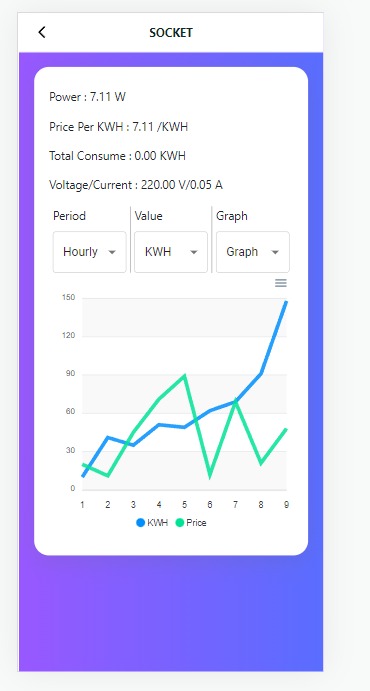 SOCKET
Power : 7.11 W
Price Per KWH : 7.11 /KWH
Total Consume : 0.00 KWH
Voltage/Current : 220.00 V/0.05 A
Period Value Graph
Hourly KWH Graph
150
120
90
60
30
0
1 2 3 4 5 6 7 8 9
KWH Price